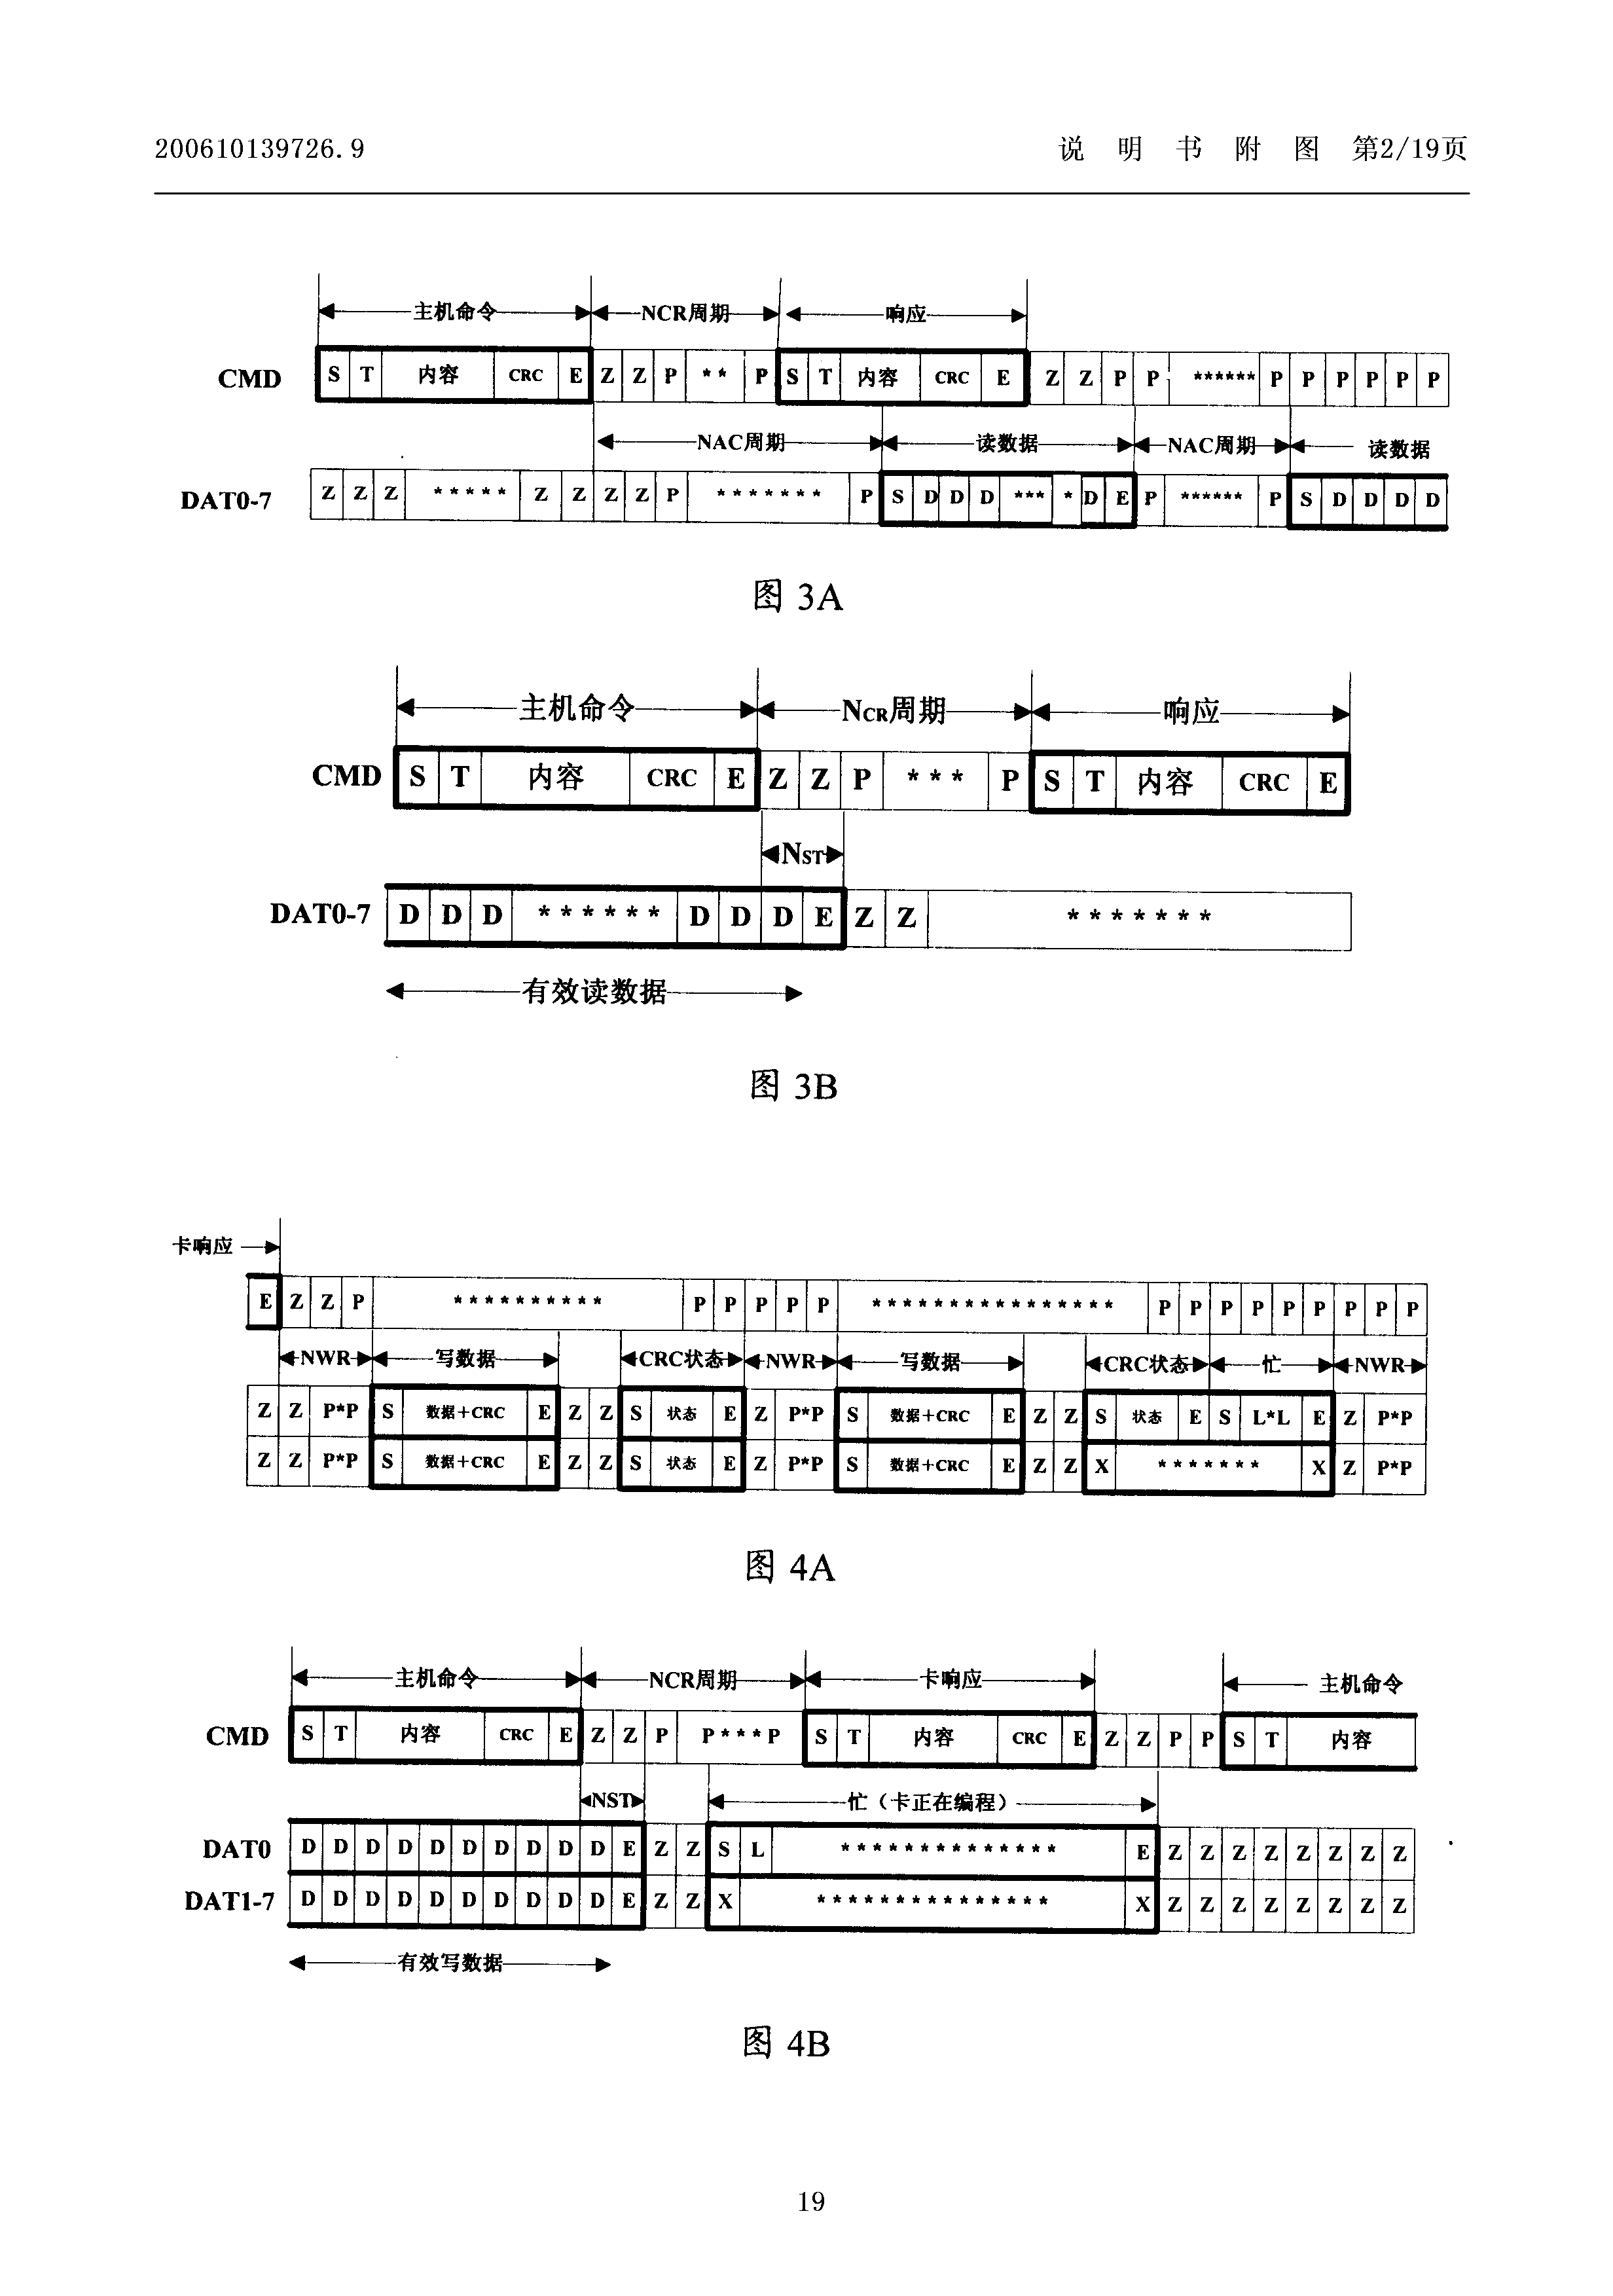 200610139726.9 说 明 书 附 图 第2/19页
主机命令 NCR周期 响应
CMD S T 内容 CRC E Z Z P ** P S T 内容 CRC E Z Z P P ****** P P P P P P
NAC周期 读数据 NAC周期 读数据
DAT0-7 Z Z Z ***** Z Z Z Z P ******* P S D D D *** * D E P ****** P S D D D D
图 3A
主机命令 NCR周期 响应
CMD S T 内容 CRC E Z Z P *** P S T 内容 CRC E
NST
DAT0-7 D D D ****** D D D E Z Z *******
有效读数据
图 3B
卡响应
E Z Z P ********** P P P P P **************** P P P P P P P P P
NWR 写数据 CRC状态 NWR 写数据 CRC状态 忙 NWR
Z Z P*P S 数据+CRC E Z Z S 状态 E Z P*P S 数据+CRC E Z Z S 状态 E S L*L E Z P*P
Z Z P*P S 数据+CRC E Z Z S 状态 E Z P*P S 数据+CRC E Z Z X ******* X Z P*P
图 4A
主机命令 NCR周期 卡响应 主机命令
CMD S T 内容 CRC E Z Z P P***P S T 内容 CRC E Z Z P P S T 内容
NST 忙（卡正在编程）
DAT0 D D D D D D D D D D E Z Z S L ************** E Z Z Z Z Z Z Z Z
DAT1-7 D D D D D D D D D D E Z Z X *************** X Z Z Z Z Z Z Z Z
有效写数据
图 4B
19